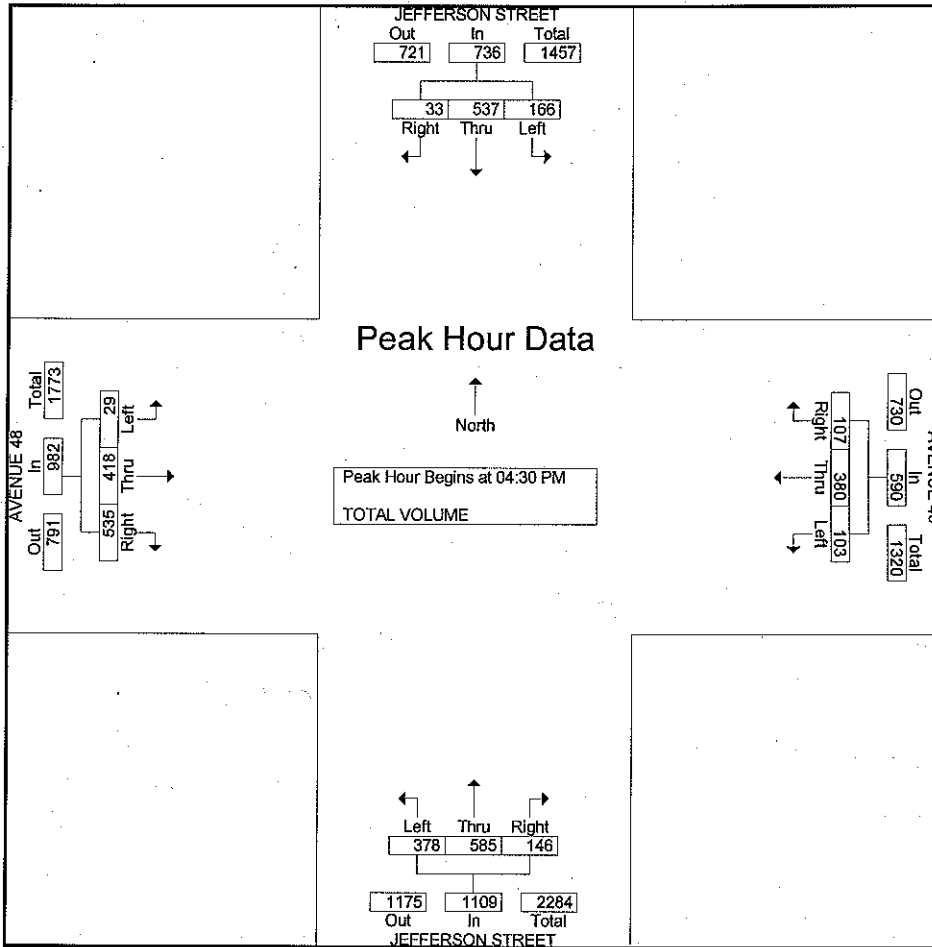 JEFFERSON STREET
Out In Total
721 736 1457
33 537 166
Right Thru Left
Peak Hour Data
North
Peak Hour Begins at 04:30 PM
TOTAL VOLUME
AVENUE 48
Out In Total
791 982 1773
535 418 29
Right Thru Left
Right Thru Left
107 380 103
730 590 1320
Out In Total
AVENUE
Left Thru Right
378 585 146
1175 1109 2284
Out In Total
JEFFERSON STREET